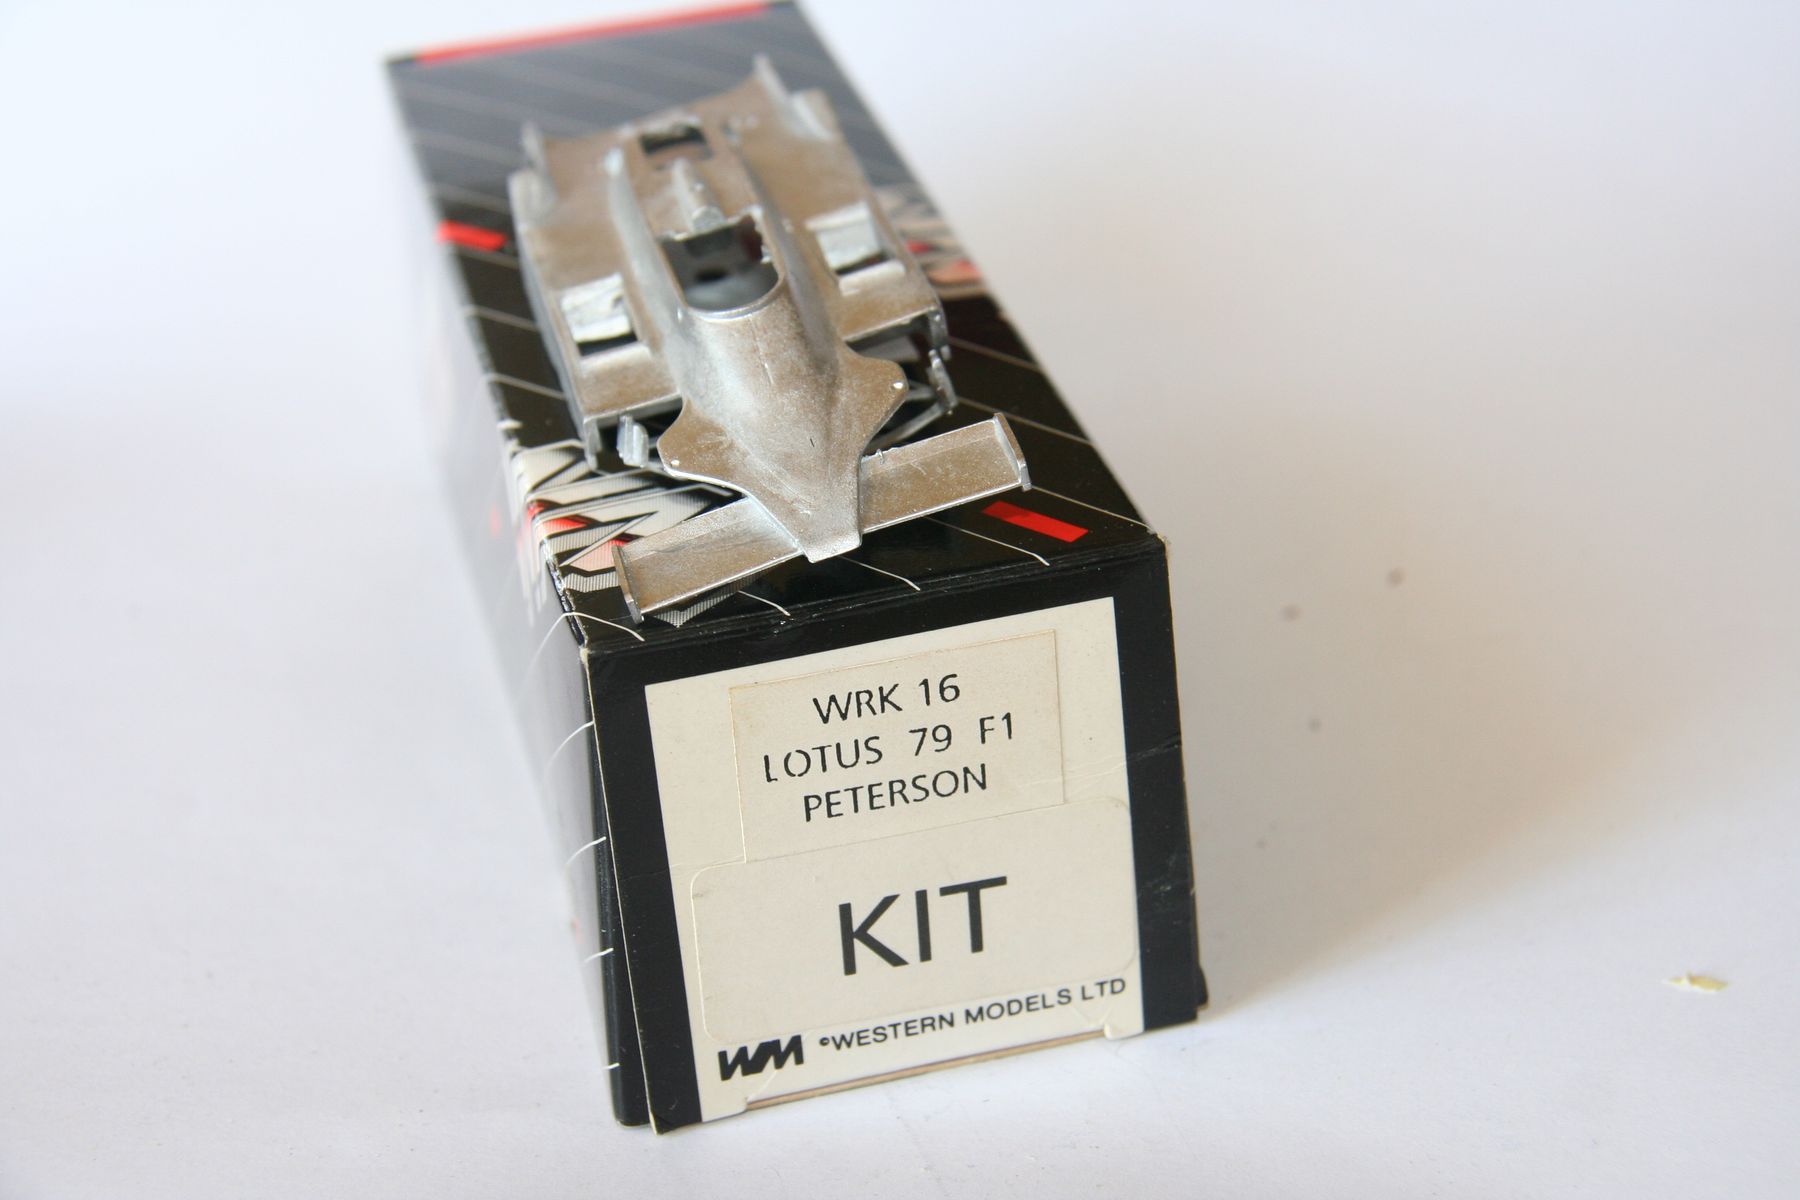 WRK 16
LOTUS 79 F1
PETERSON
KIT
WM ©WESTERN MODELS LTD